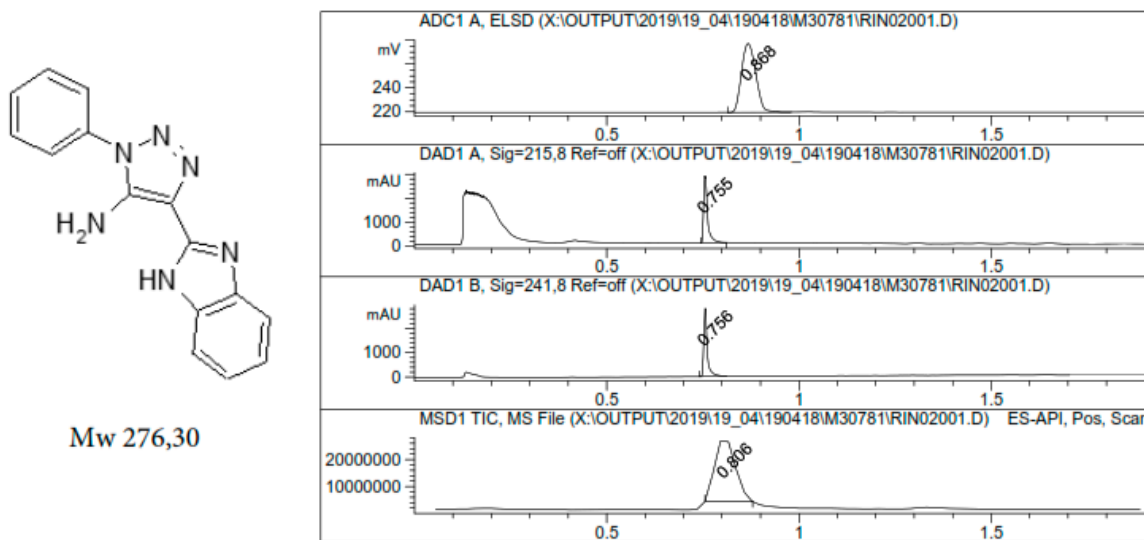 N
N
N
H₂N
N
HN
Mw 276,30
ADC1 A, ELSD (X:\OUTPUT\2019\19_04\190418\M30781\RIN02001.D)
mV
240
220
0.868
0.5 1 1.5
DAD1 A, Sig=215,8 Ref=off (X:\OUTPUT\2019\19_04\190418\M30781\RIN02001.D)
mAU
1000
0
0.755
0.5 1 1.5
DAD1 B, Sig=241,8 Ref=off (X:\OUTPUT\2019\19_04\190418\M30781\RIN02001.D)
mAU
1000
0
0.756
0.5 1 1.5
MSD1 TIC, MS File (X:\OUTPUT\2019\19_04\190418\M30781\RIN02001.D) ES-API, Pos, Scan
20000000
10000000
0.806
0.5 1 1.5